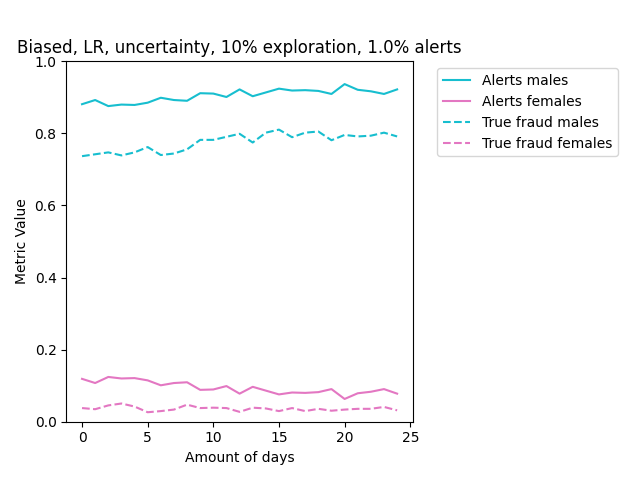 Biased, LR, uncertainty, 10% exploration, 1.0% alerts
1.0
0.8
0.6
0.4
0.2
0.0
Metric Value
0
5
10
15
20
25
Amount of days
Alerts males
Alerts females
True fraud males
True fraud females